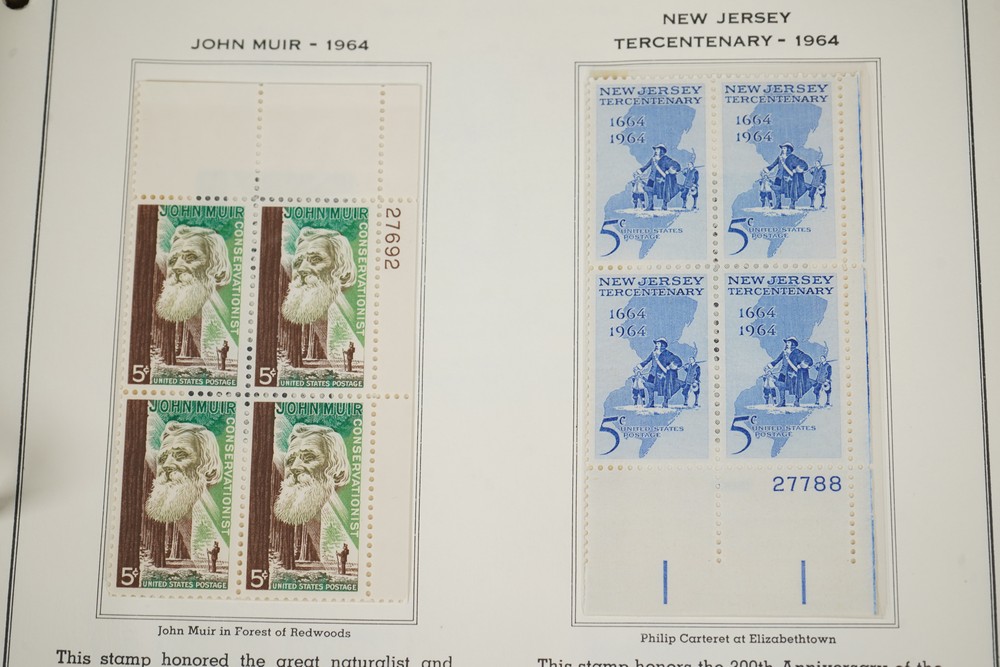 JOHN MUIR - 1964
JOHN MUIR
CONSERVATIONIST
5¢ UNITED STATES POSTAGE
JOHN MUIR
CONSERVATIONIST
5¢ UNITED STATES POSTAGE
27692
JOHN MUIR
CONSERVATIONIST
5¢ UNITED STATES POSTAGE
JOHN MUIR
CONSERVATIONIST
5¢ UNITED STATES POSTAGE
John Muir in Forest of Redwoods
This stamp honored the great naturalist and
NEW JERSEY
TERCENTENARY - 1964
NEW JERSEY
TERCENTENARY
1664
1964
5¢ UNITED STATES
POSTAGE
NEW JERSEY
TERCENTENARY
1664
1964
5¢ UNITED STATES
POSTAGE
NEW JERSEY
TERCENTENARY
1664
1964
5¢ UNITED STATES
POSTAGE
NEW JERSEY
TERCENTENARY
1664
1964
5¢ UNITED STATES
POSTAGE
27788
Philip Carteret at Elizabethtown
This stamp honors the 300th Anniversary of the